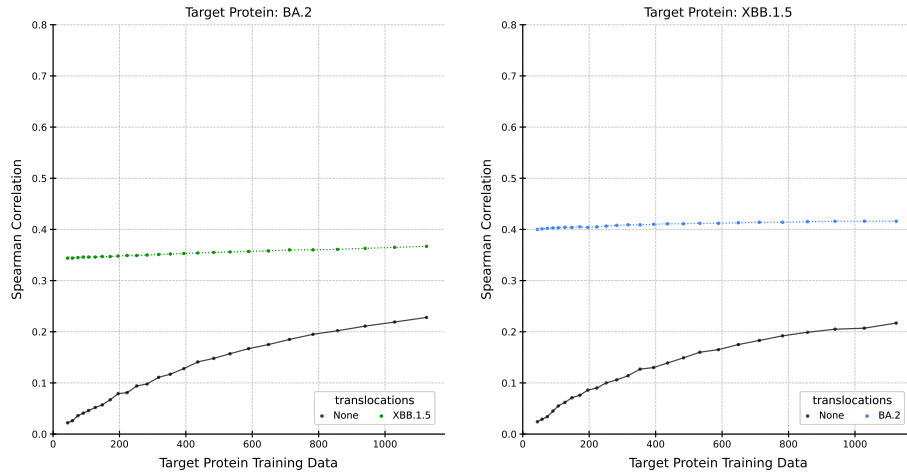 Target Protein: BA.2
0.8
0.7
0.6
0.5
0.4
0.3
0.2
0.1
0.0
Spearman Correlation
0 200 400 600 800 1000
Target Protein Training Data
translocations
None XBB.1.5
Target Protein: XBB.1.5
0.8
0.7
0.6
0.5
0.4
0.3
0.2
0.1
0.0
Spearman Correlation
0 200 400 600 800 1000
Target Protein Training Data
translocations
None BA.2